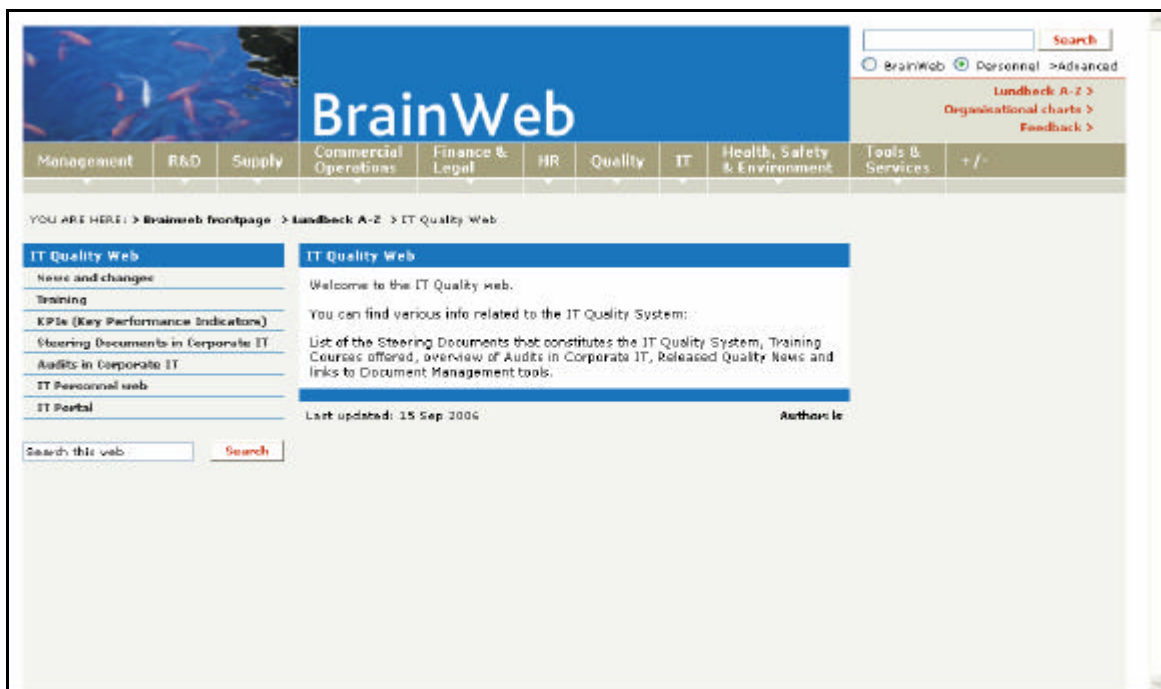 Search
BrainWeb Personnel >Advanced
Lundbeck A-Z >
Organisational charts >
Feedback >
BrainWeb
Management R&D Supply Commercial Operations Finance & Legal HR Quality IT Health, Safety & Environment Tools & Services +/-
YOU ARE HERE: > Brainweb frontpage > Lundbeck A-Z > IT Quality Web
IT Quality Web
News and changes
Training
KPIs (Key Performance Indicators)
Steering Documents in Corporate IT
Audits in Corporate IT
IT Personnel web
IT Portal
Search this web Search
IT Quality Web
Welcome to the IT Quality web.
You can find various info related to the IT Quality System:
List of the Steering Documents that constitutes the IT Quality System, Training
Courses offered, overview of Audits in Corporate IT, Released Quality News and
links to Document Management tools.
Last updated: 15 Sep 2006